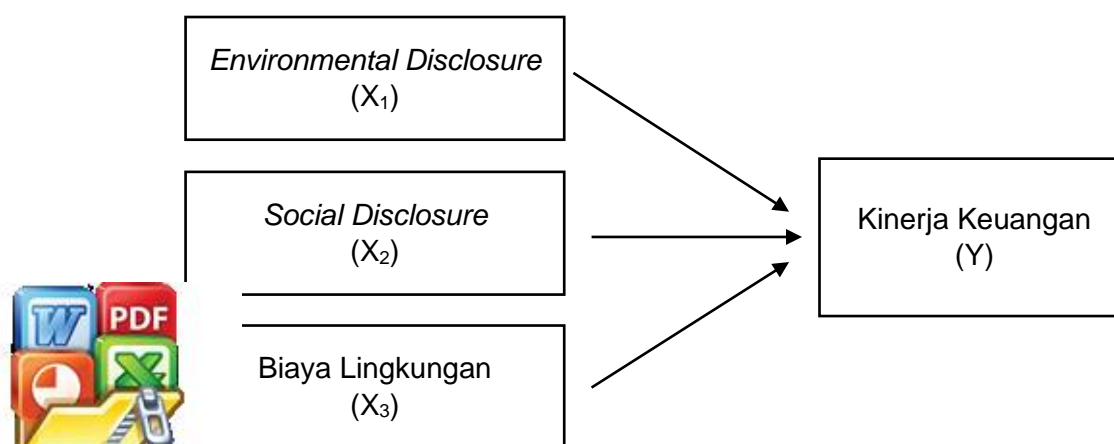 Environmental Disclosure
(X₁)
Social Disclosure
(X₂)
Kinerja Keuangan
(Y)
Biaya Lingkungan
(X₃)
W
PDF
X